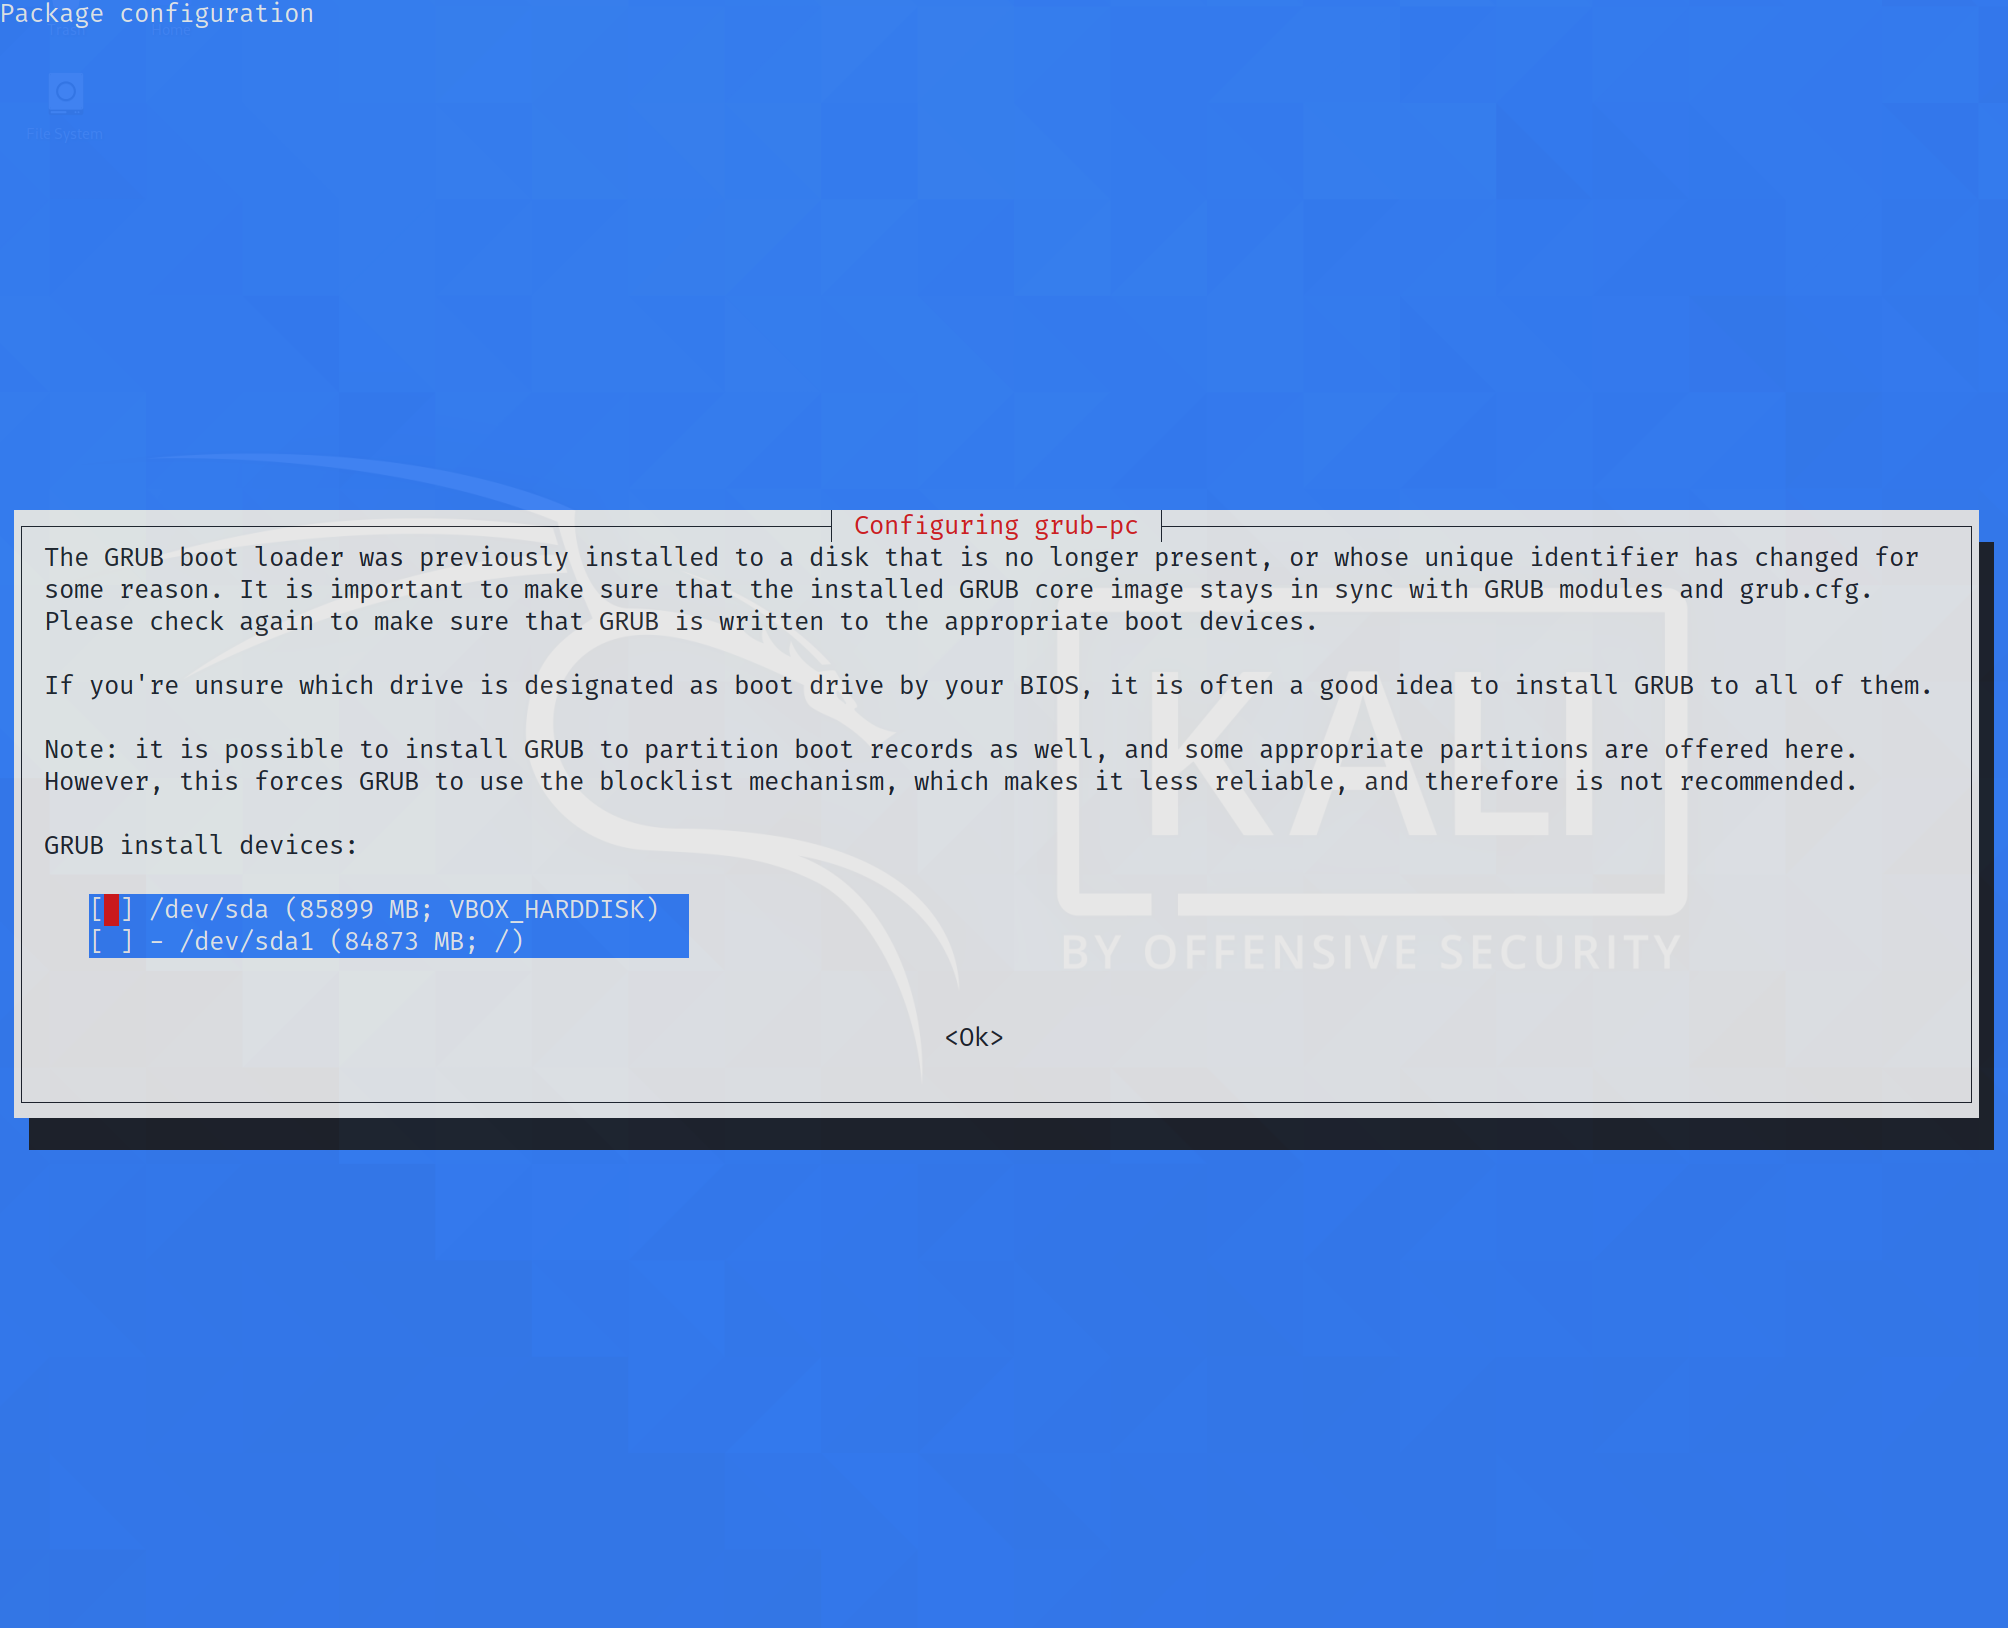 Package configuration
Home
File System
Configuring grub-pc
The GRUB boot loader was previously installed to a disk that is no longer present, or whose unique identifier has changed for
some reason. It is important to make sure that the installed GRUB core image stays in sync with GRUB modules and grub.cfg.
Please check again to make sure that GRUB is written to the appropriate boot devices.
If you're unsure which drive is designated as boot drive by your BIOS, it is often a good idea to install GRUB to all of them.
Note: it is possible to install GRUB to partition boot records as well, and some appropriate partitions are offered here.
However, this forces GRUB to use the blocklist mechanism, which makes it less reliable, and therefore is not recommended.
GRUB install devices:
[ ] /dev/sda (85899 MB; VBOX_HARDDISK)
[ ] - /dev/sda1 (84873 MB; /)
<Ok>
KALI
BY OFFENSIVE SECURITY